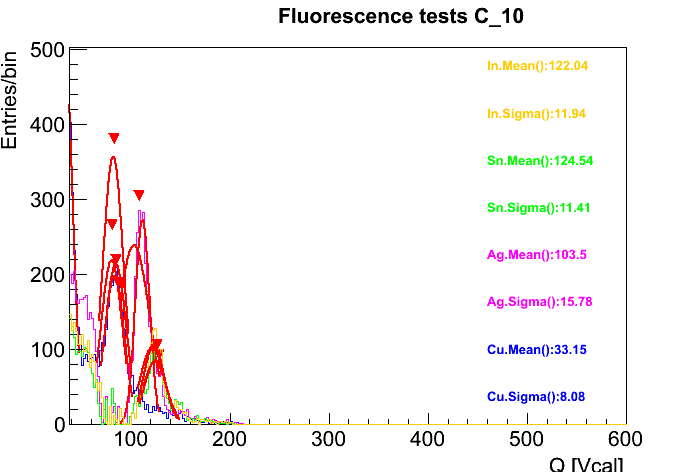 Fluorescence tests C_10
Entries/bin
500
400
300
200
100
0
100
200
300
400
500
600
Q [Vcal]
In.Mean():122.04
In.Sigma():11.94
Sn.Mean():124.54
Sn.Sigma():11.41
Ag.Mean():103.5
Ag.Sigma():15.78
Cu.Mean():33.15
Cu.Sigma():8.08